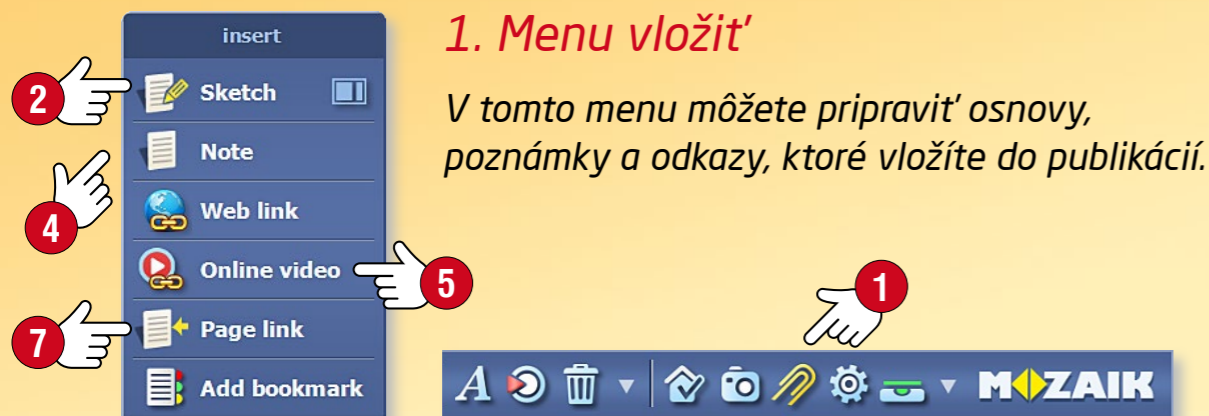 insert
2
Sketch
Note
4
Web link
Online video
5
7
Page link
Add bookmark
1. Menu vložiť
V tomto menu môžete pripraviť osnovy,
poznámky a odkazy, ktoré vložíte do publikácií.
1
A
MOZAIK